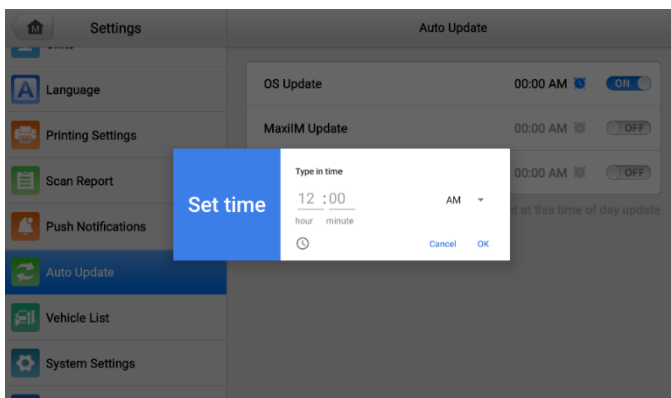 Settings
Auto Update
Language
Printing Settings
Scan Report
Push Notifications
Auto Update
Vehicle List
System Settings
OS Update 00:00 AM ON
MaxiIM Update 00:00 AM OFF
00:00 AM OFF
at this time of day update
Set time
Type in time
12 : 00 AM
hour minute
Cancel OK